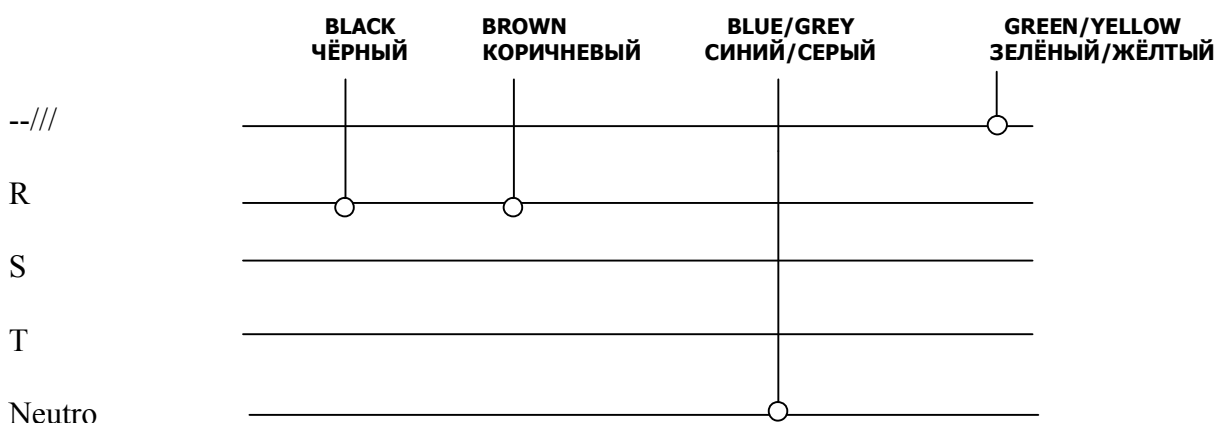 BLACK BROWN BLUE/GREY GREEN/YELLOW
ЧЁРНЫЙ КОРИЧНЕВЫЙ СИНИЙ/СЕРЫЙ ЗЕЛЁНЫЙ/ЖЁЛТЫЙ
--///
R
S
T
Neutro